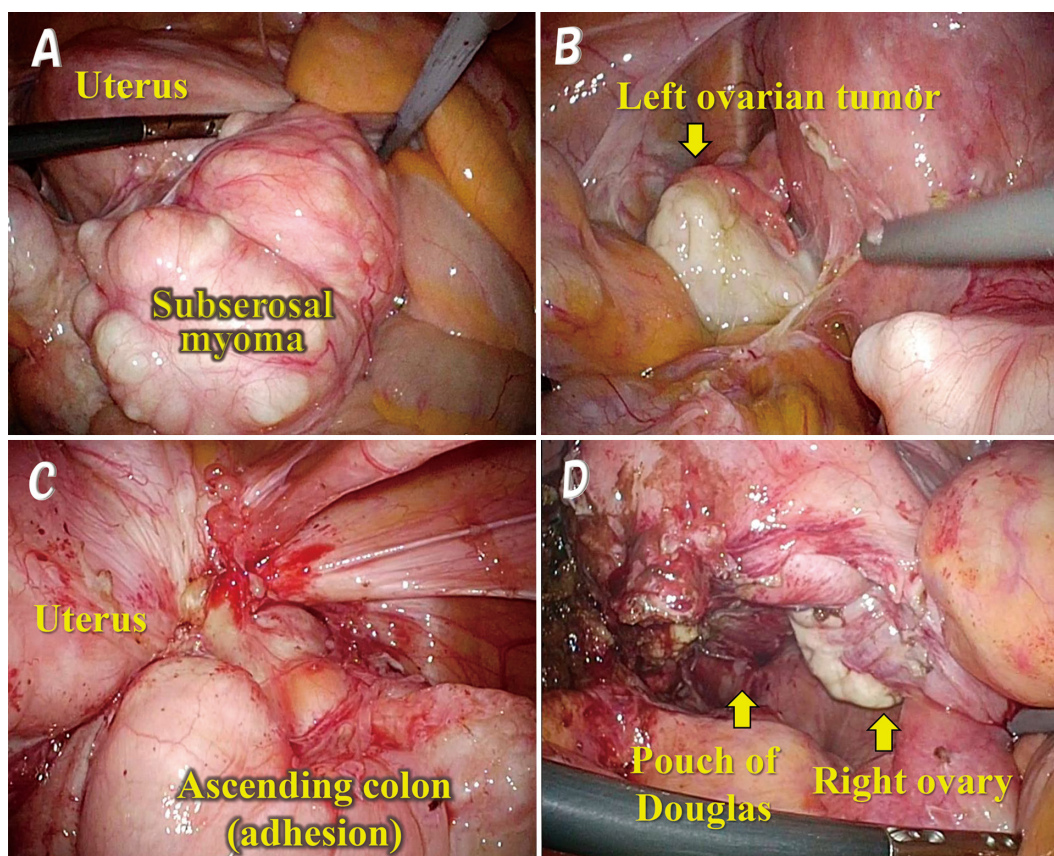 A
Uterus
Subserosal
myoma
B
Left ovarian tumor
C
Uterus
Ascending colon
(adhesion)
D
Pouch of
Douglas
Right ovary